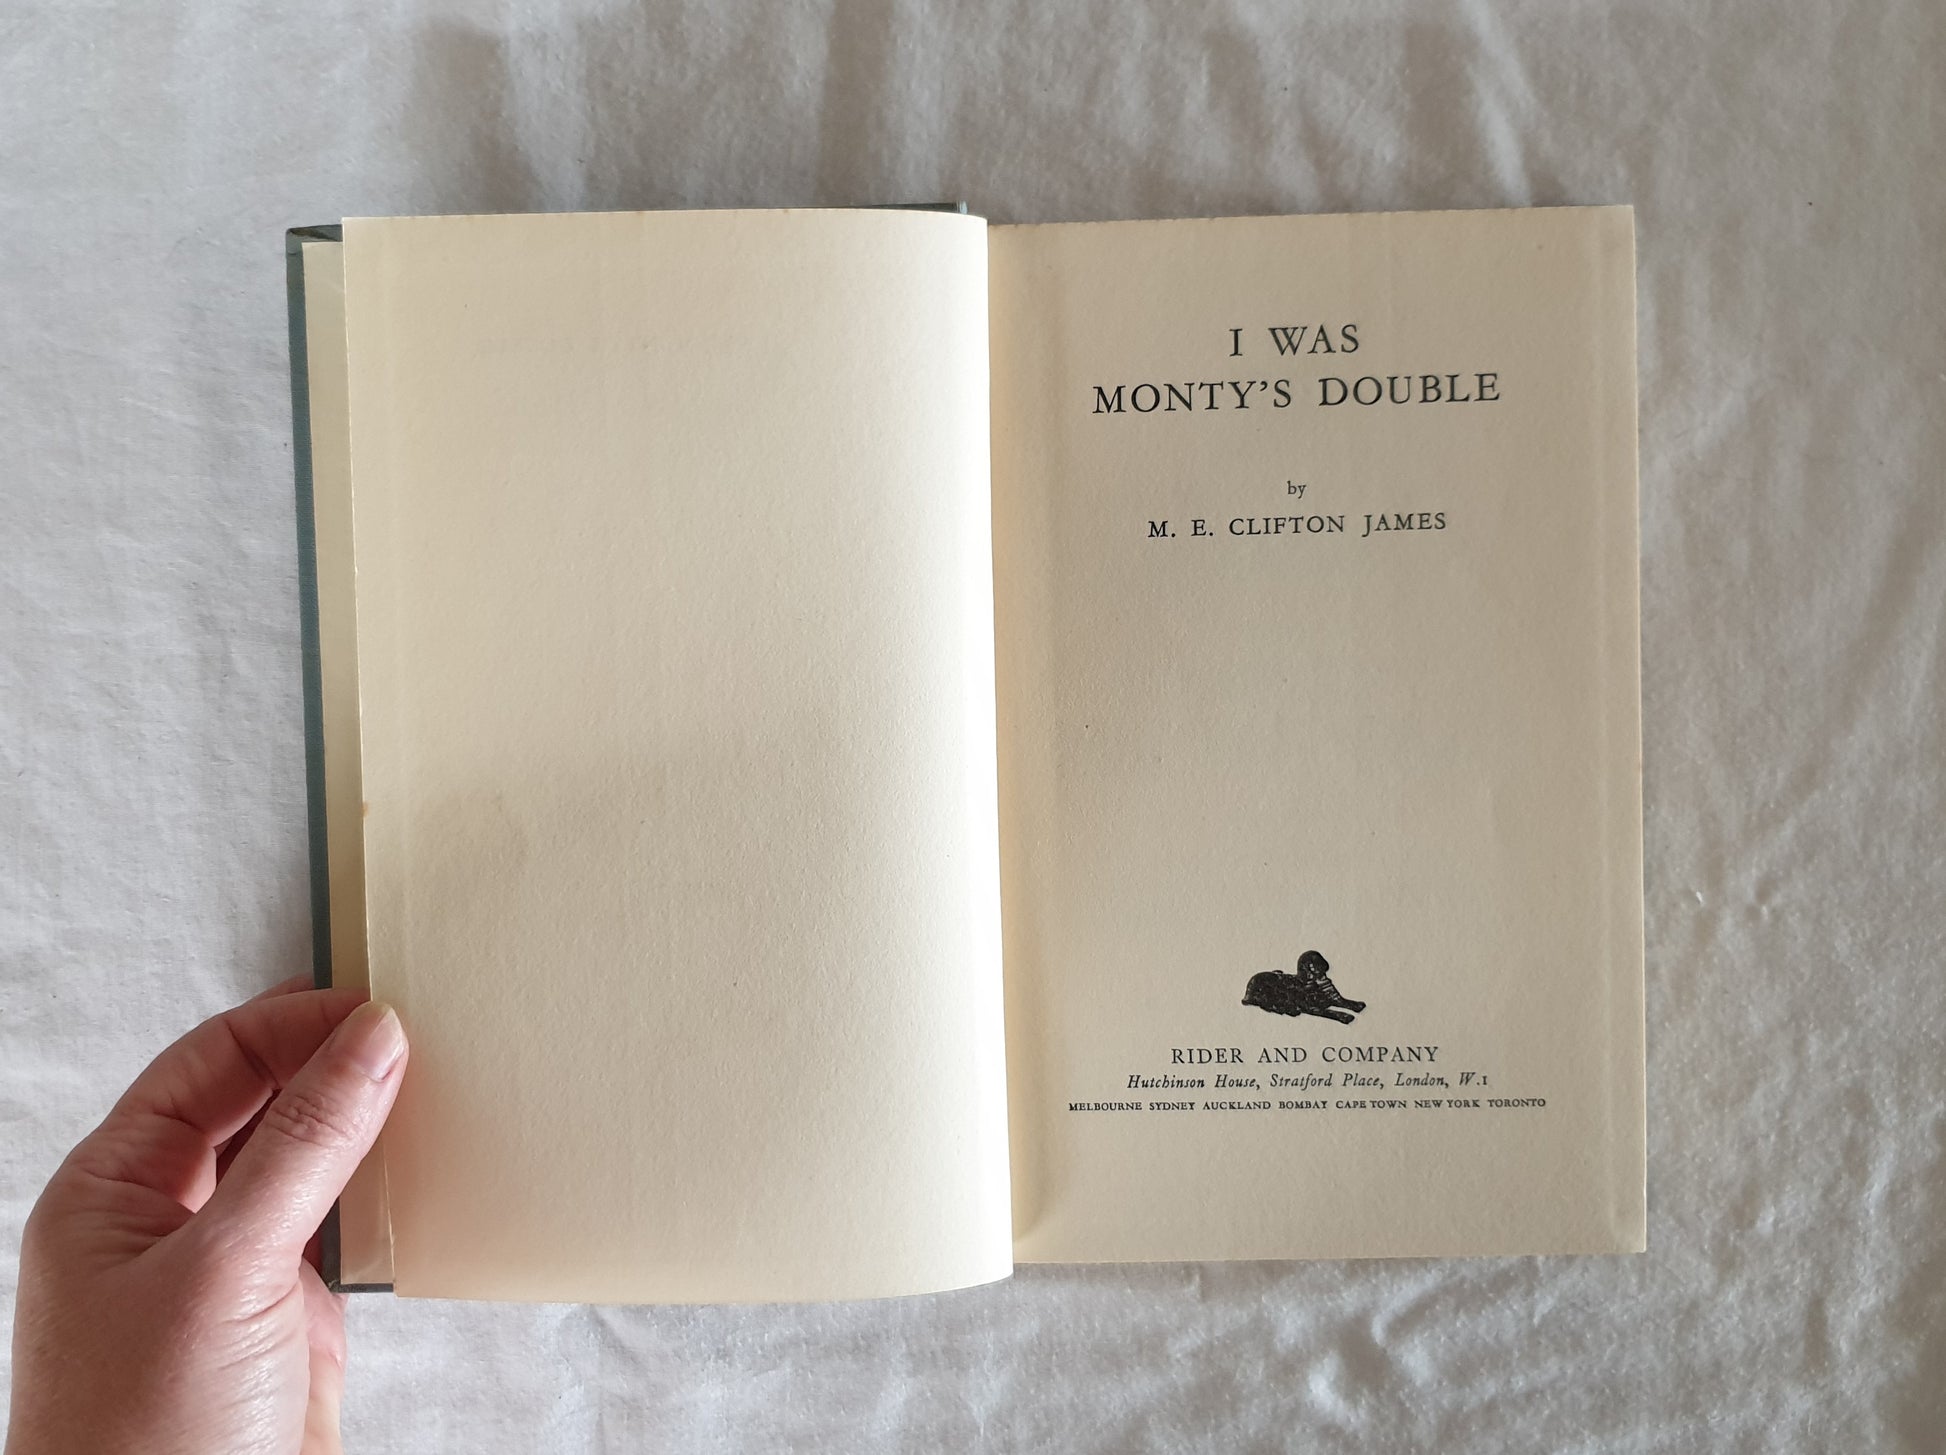 I WAS
MONTY'S DOUBLE
by
M. E. CLIFTON JAMES
RIDER AND COMPANY
Hutchinson House, Stratford Place, London, W.1
MELBOURNE SYDNEY AUCKLAND BOMBAY CAPE TOWN NEW YORK TORONTO